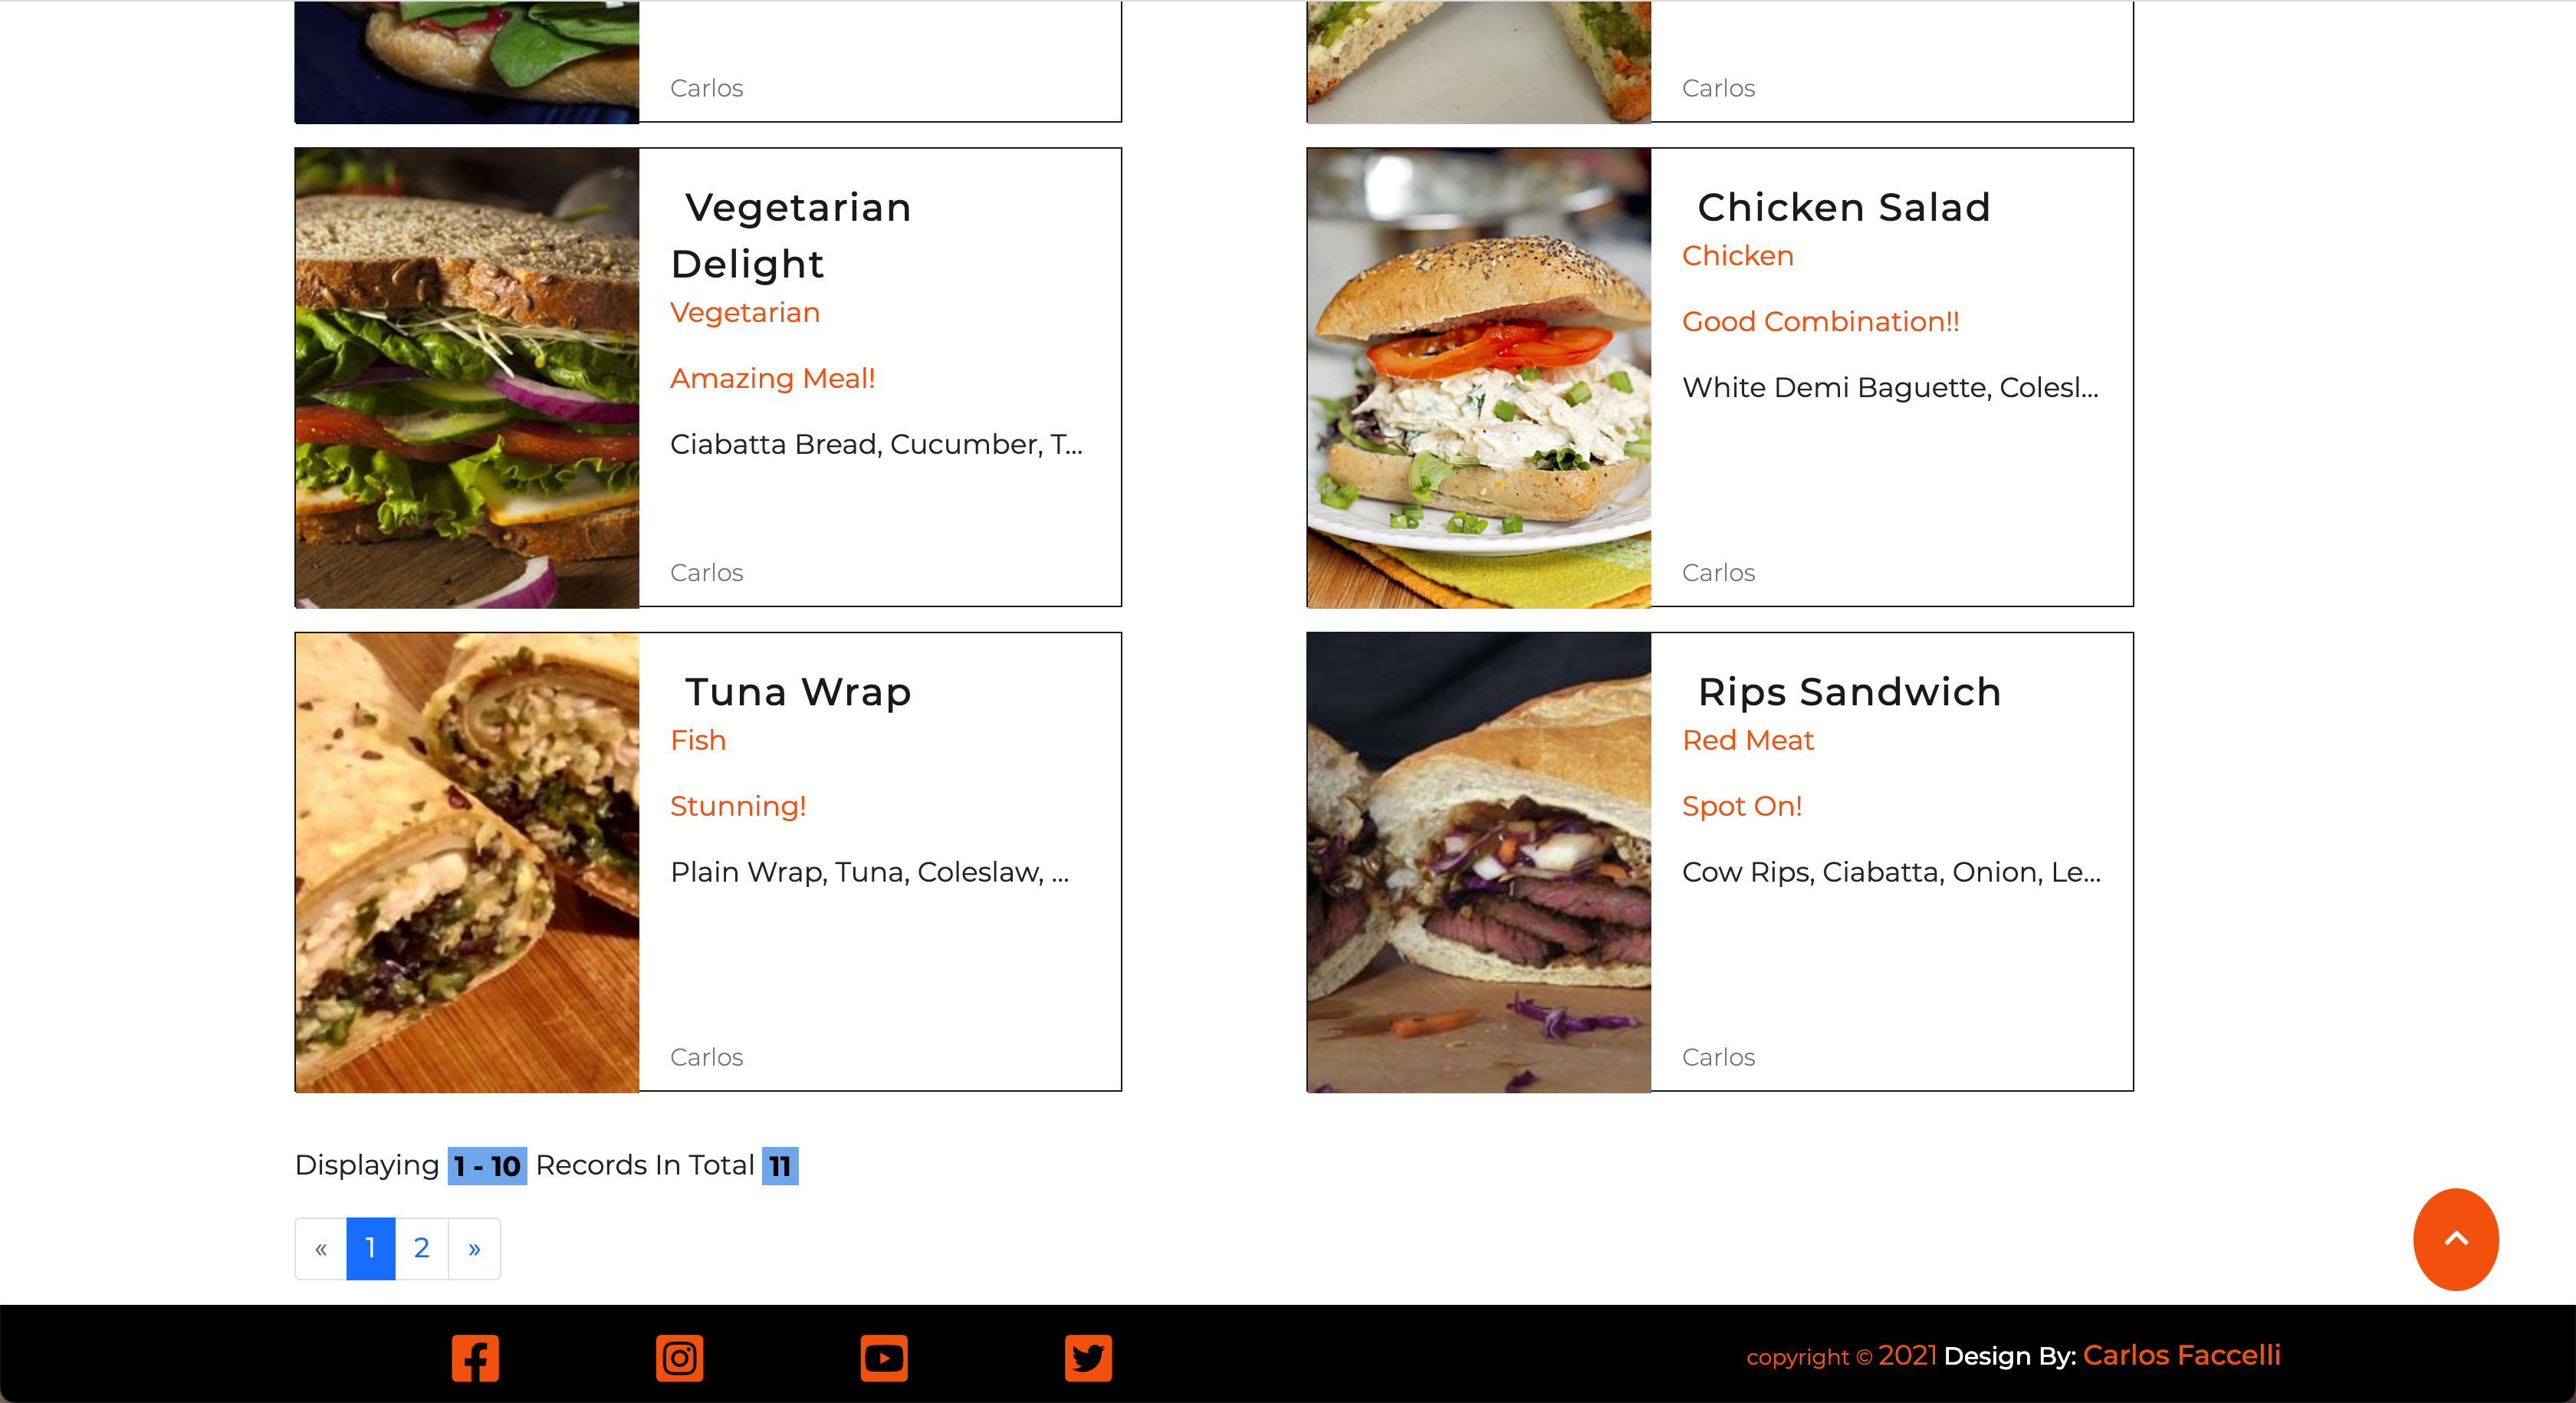 Carlos
Carlos
Vegetarian
Delight
Vegetarian
Amazing Meal!
Ciabatta Bread, Cucumber, T...
Carlos
Chicken Salad
Chicken
Good Combination!!
White Demi Baguette, Colesl...
Carlos
Tuna Wrap
Fish
Stunning!
Plain Wrap, Tuna, Coleslaw, ...
Carlos
Rips Sandwich
Red Meat
Spot On!
Cow Rips, Ciabatta, Onion, Le...
Carlos
Displaying 1 - 10 Records In Total 11
« 1 2 »
copyright © 2021 Design By: Carlos Faccelli